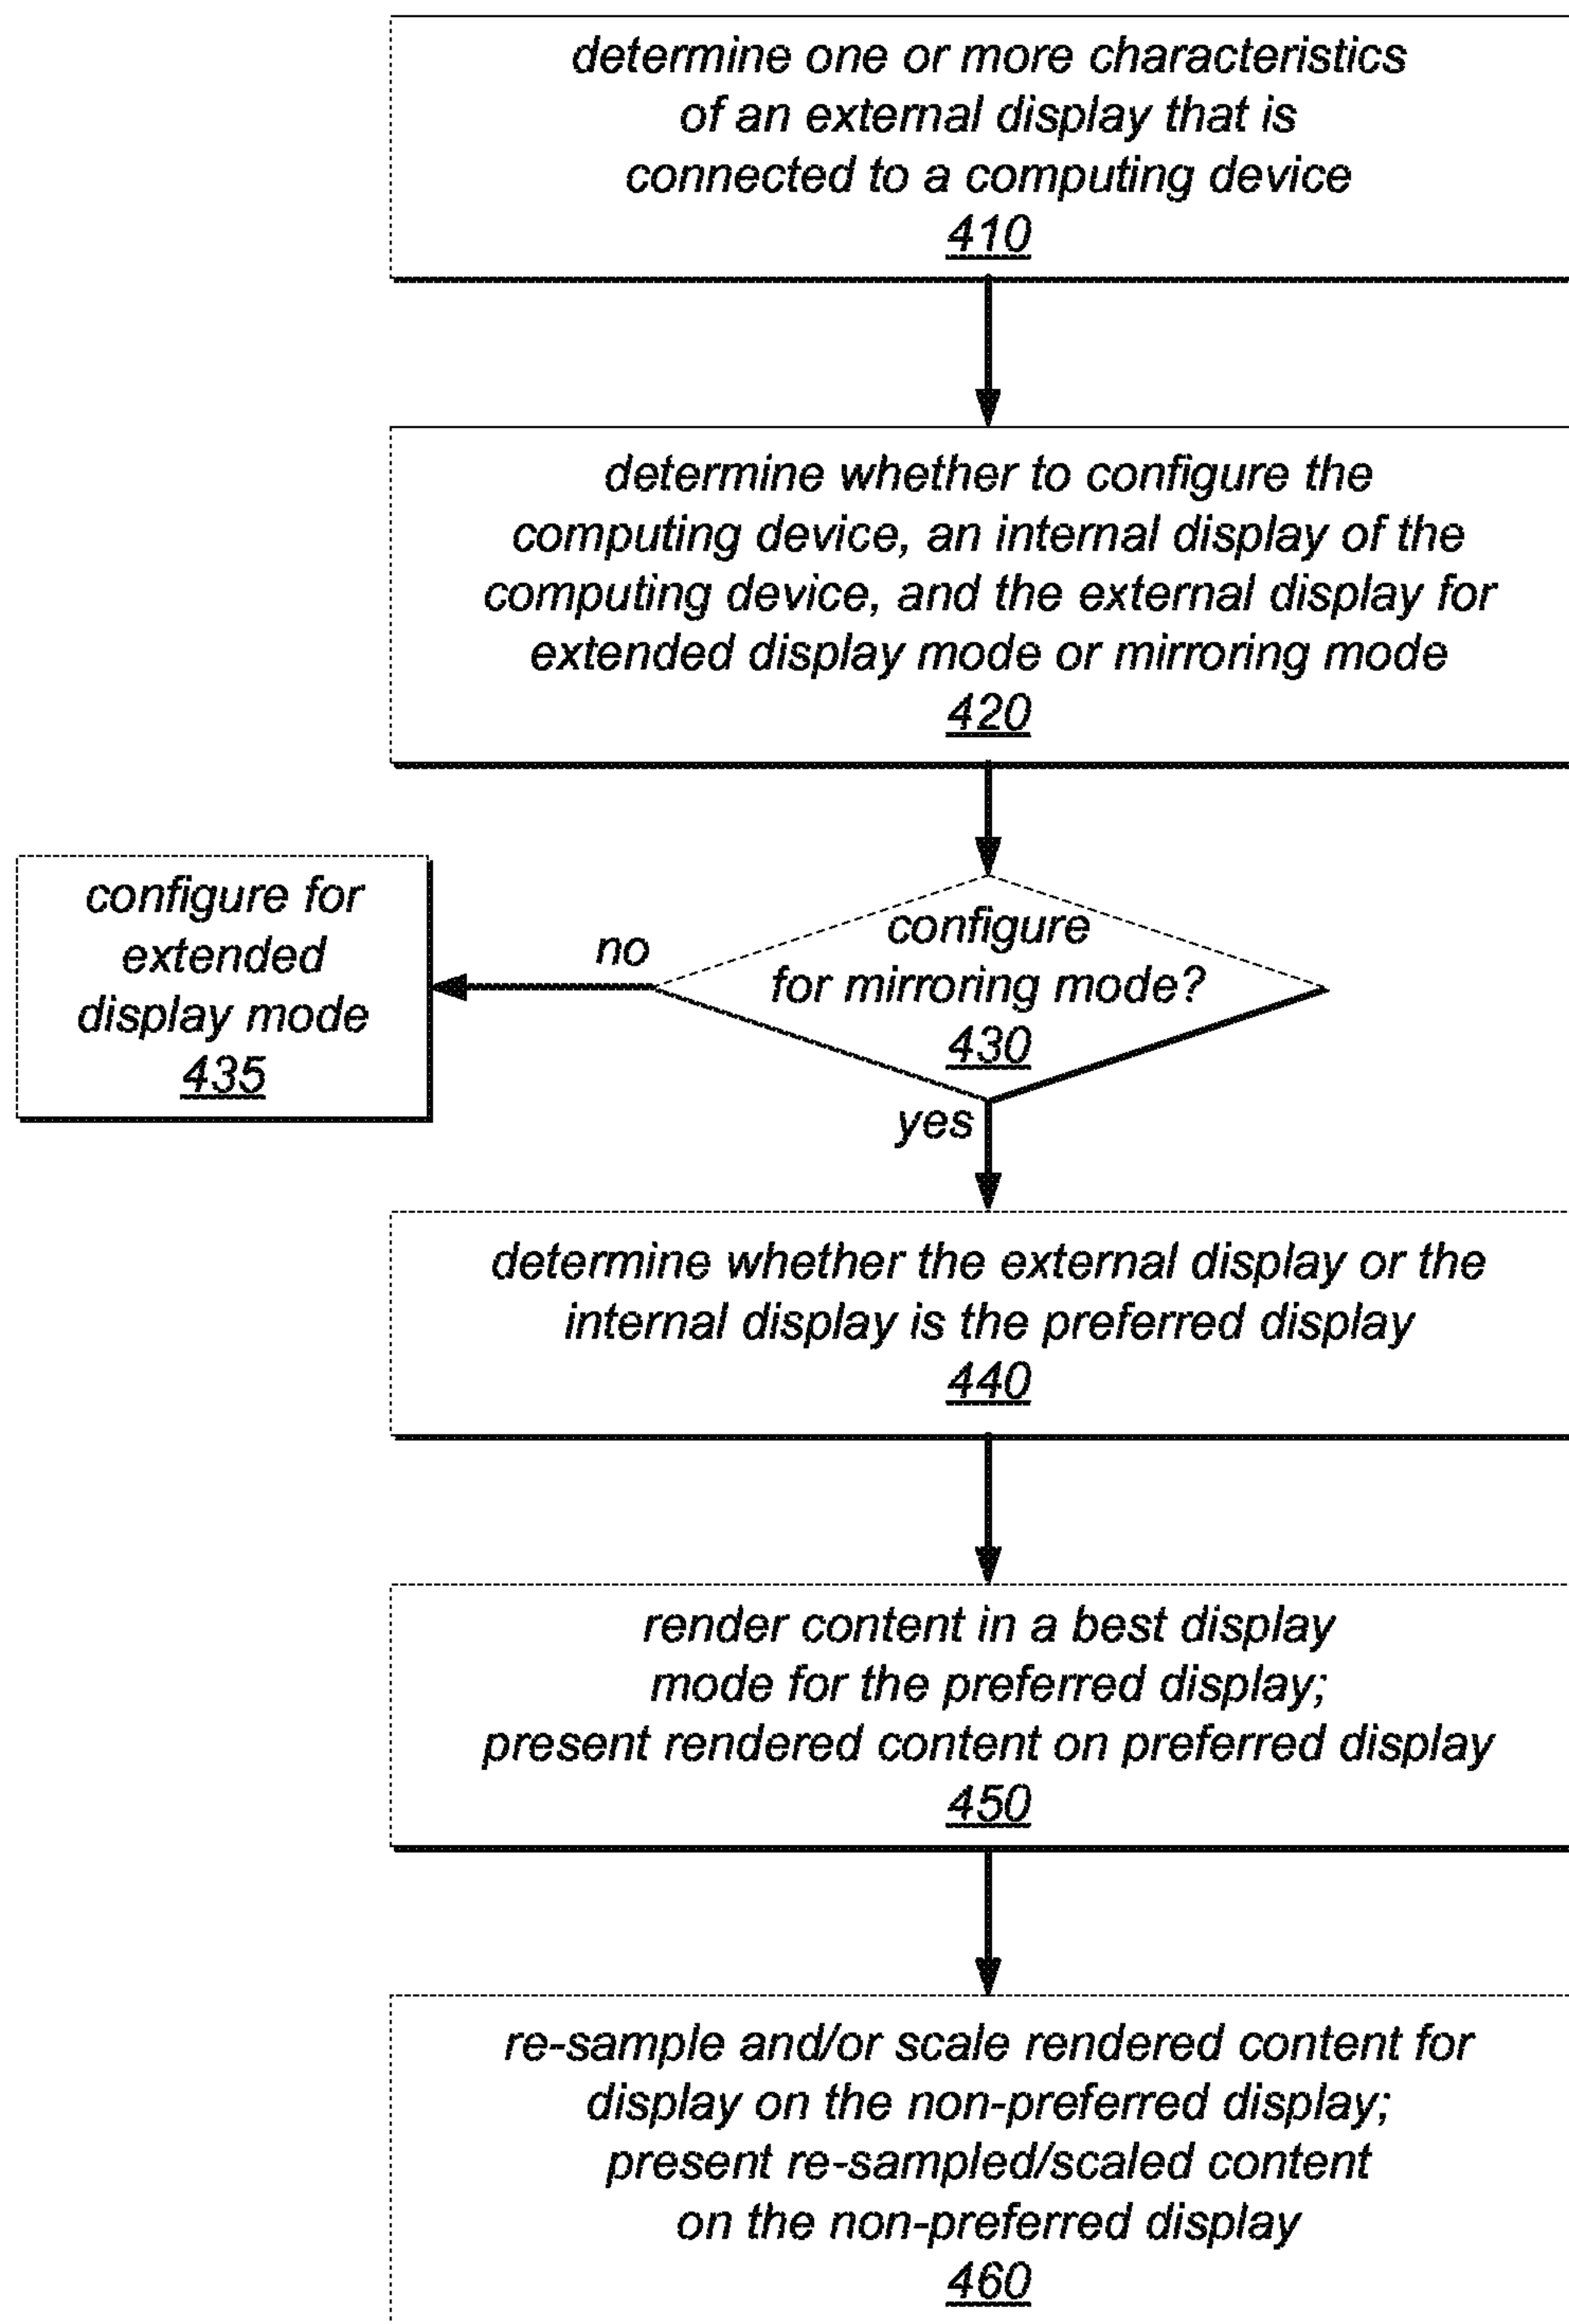 determine one or more characteristics
of an external display that is
connected to a computing device
410
determine whether to configure the
computing device, an internal display of the
computing device, and the external display for
extended display mode or mirroring mode
420
configure for
extended
display mode
435
no
configure
for mirroring mode?
430
yes
determine whether the external display or the
internal display is the preferred display
440
render content in a best display
mode for the preferred display;
present rendered content on preferred display
450
re-sample and/or scale rendered content for
display on the non-preferred display;
present re-sampled/scaled content
on the non-preferred display
460